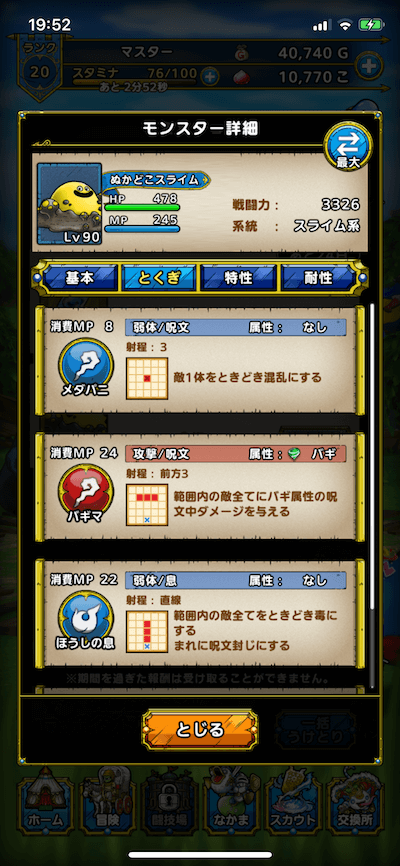 19:52
ランク
20
マスター
スタミナ 76/100
あと 2分52秒
40,740 G
10,770 こ
モンスター詳細
最大
ぬかどこスライム
HP 478
MP 245
Lv90
戦闘力: 3326
系統: スライム系
基本
とくぎ
特性
耐性
消費MP 8
弱体/呪文 属性: なし
射程: 3
メダパニ
敵1体をときどき混乱にする
消費MP 24
攻撃/呪文 属性: バギ
射程: 前方3
バギマ
範囲内の敵全てにバギ属性の呪
文中ダメージを与える
消費MP 22
弱体/息 属性: なし
射程: 直線
ほうしの息
範囲内の敵全てをときどき毒に
する
まれに呪文封じにする
※期間を過ぎた報酬は受け取ることができません。
とじる
一括
うけとり
ホーム
冒険
闘技場
なかま
スカウト
交換所